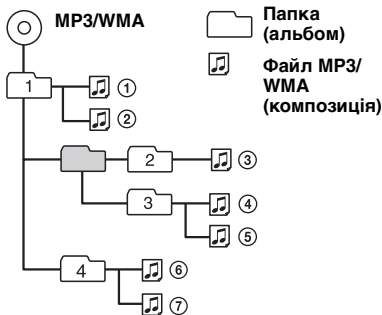 MP3/WMA
Папка
(альбом)
Файл MP3/
WMA
(композиція)
1
①
②
2
③
3
④
⑤
4
⑥
⑦